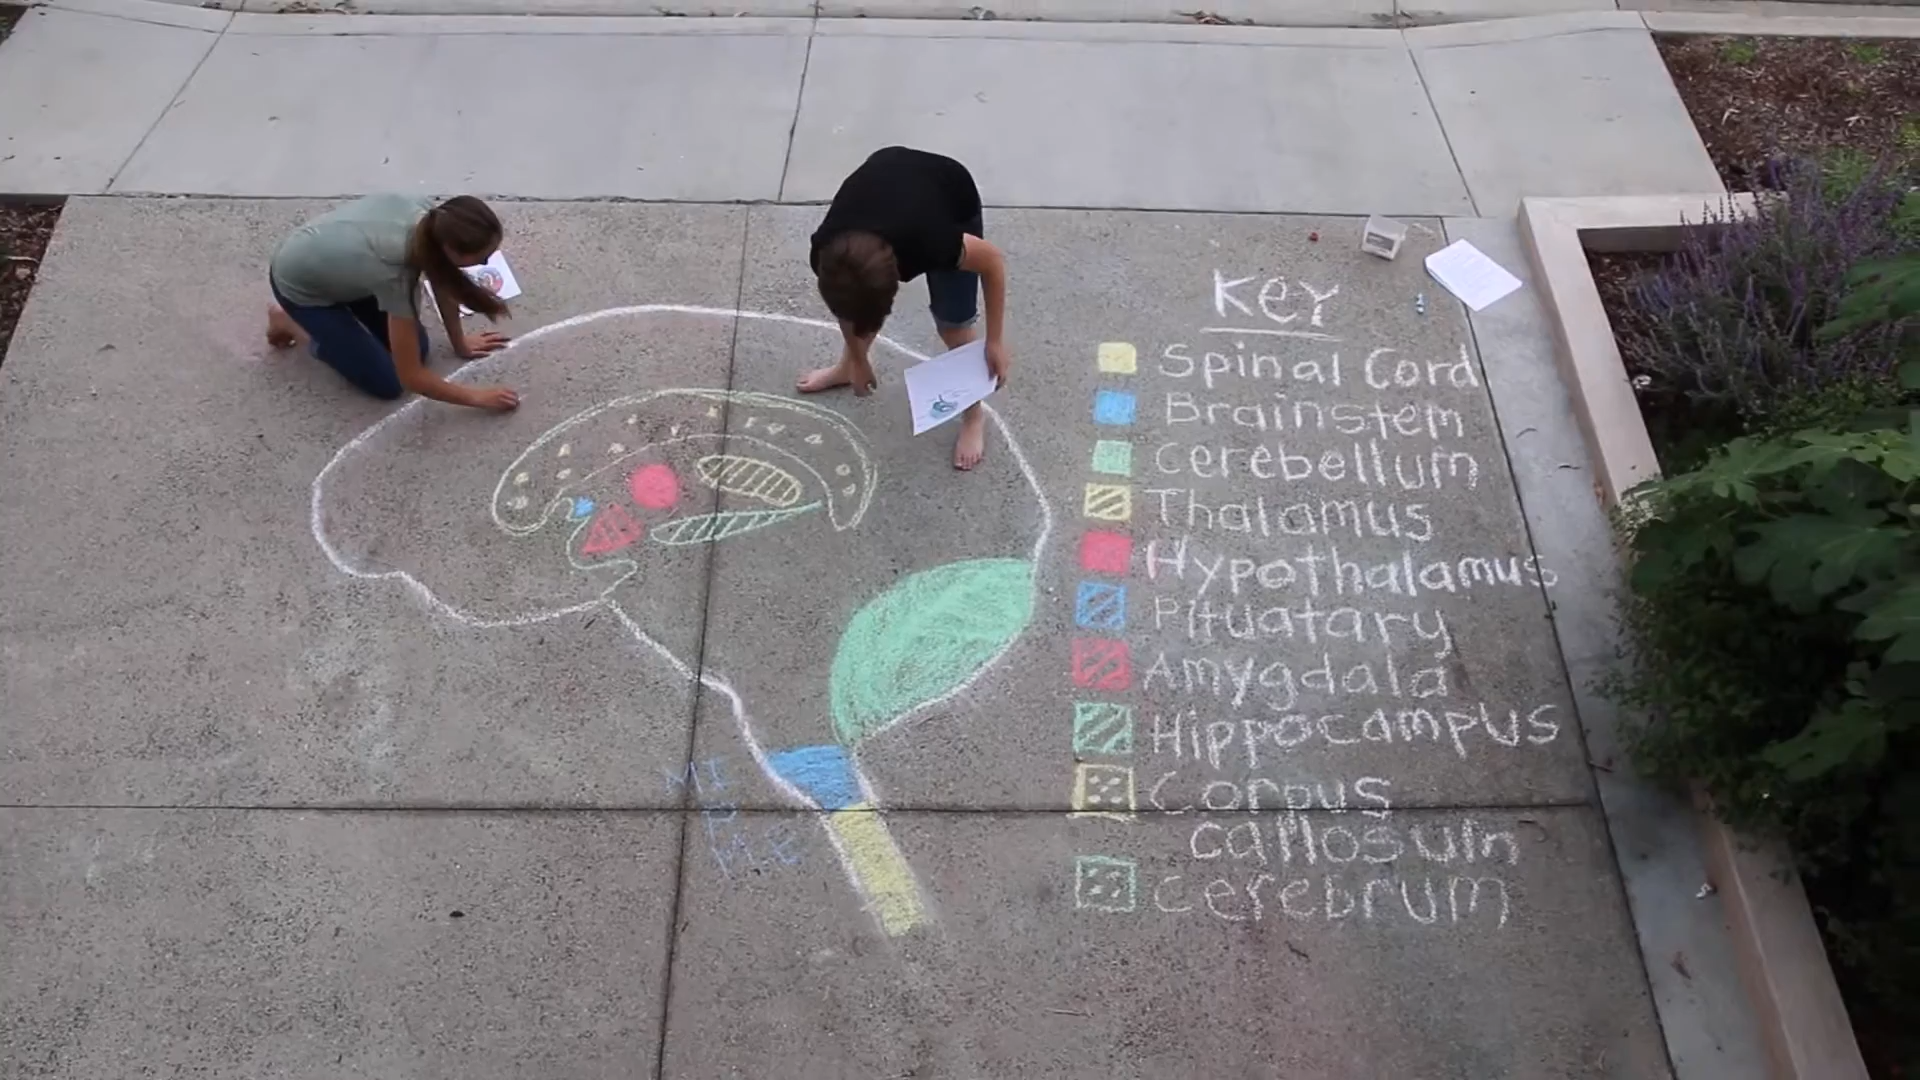 Key
Spinal Cord
Brainstem
Cerebellum
Thalamus
Hypothalamus
Pituatary
Amygdala
Hippocampus
Corpus
callosum
cerebrum